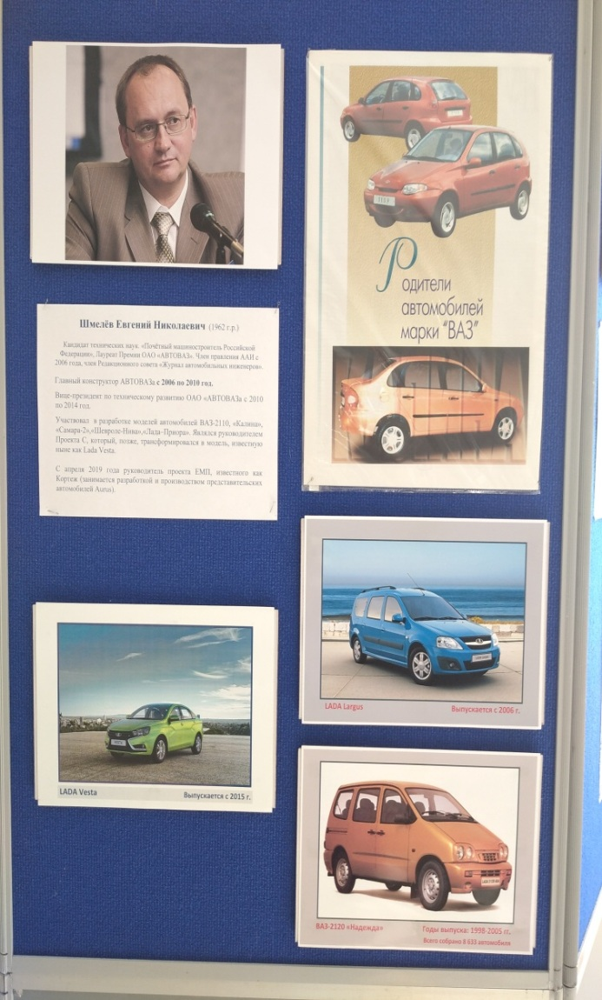 Шмелёв Евгений Николаевич (1962 г.р.)
Кандидат технических наук. «Почётный машиностроитель Российской
Федерации», Лауреат Премии ОАО «АВТОВАЗ». Член правления ААИ с
2006 года, член Редакционного совета «Журнал автомобильных инженеров».
Главный конструктор АВТОВАЗа с 2006 по 2010 год.
Вице-президент по техническому развитию ОАО «АВТОВАЗа с 2010
по 2014 год.
Участвовал в разработке моделей автомобилей ВАЗ-2110, «Калина»,
«Самара-2»,«Шевроле-Нива»,«Лада-Приора». Являлся руководителем
Проекта С, который, позже, трансформировался в модель, известную
ныне как Lada Vesta.
С апреля 2019 года руководитель проекта ЕМП, известного как
Кортеж (занимается разработкой и производством представительских
автомобилей Aurus).
Родители
автомобилей
марки "ВАЗ"
LADA Largus Выпускается с 2006 г.
LADA Vesta Выпускается с 2015 г.
ВАЗ-2120 «Надежда» Годы выпуска: 1998-2005 гг.
Всего собрано 8 633 автомобиля